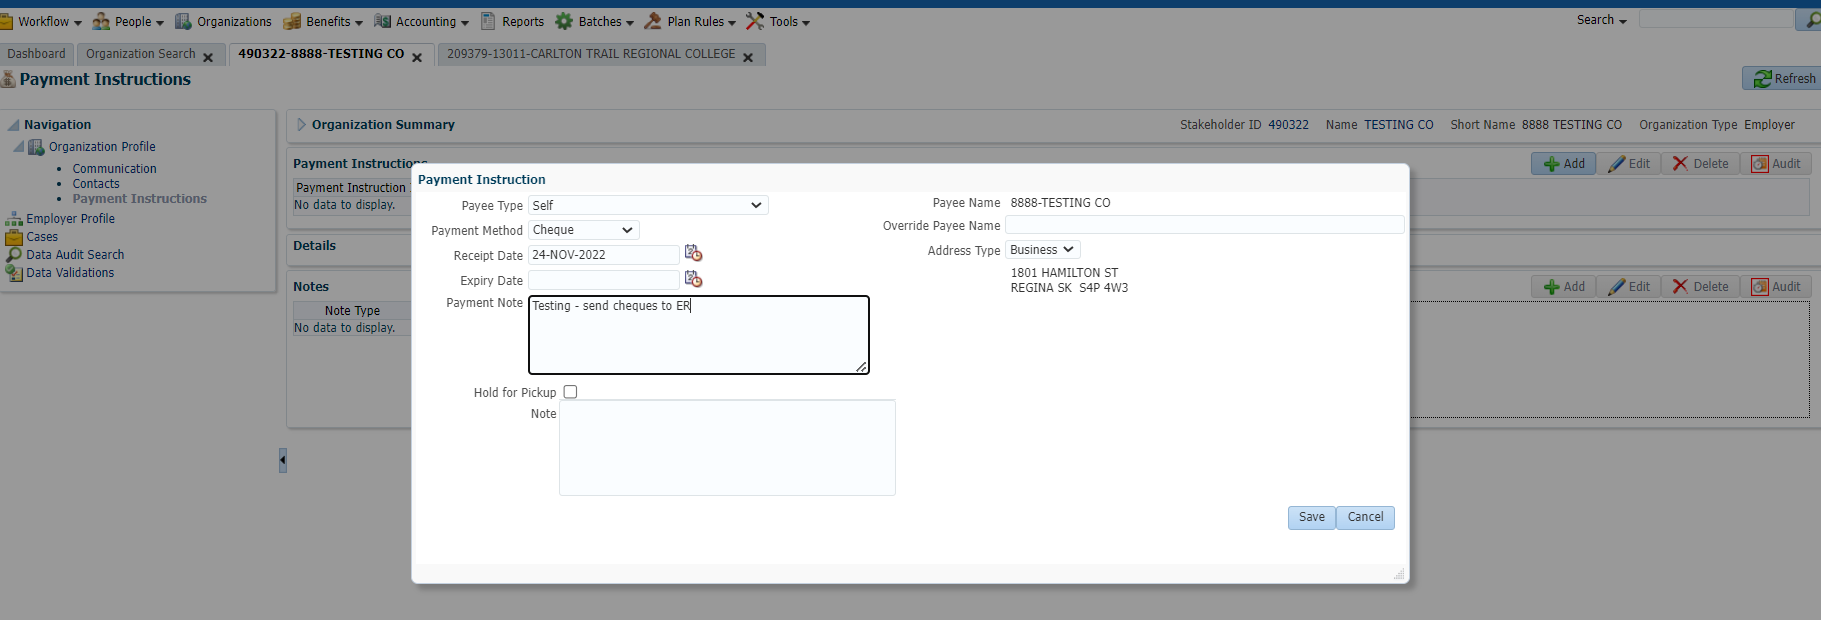 Workflow People Organizations Benefits Accounting Reports Batches Plan Rules Tools Search
Dashboard Organization Search 490322-8888-TESTING CO 209379-13011-CARLTON TRAIL REGIONAL COLLEGE
Payment Instructions Refresh
Navigation
Organization Profile
Communication
Contacts
Payment Instructions
Employer Profile
Cases
Data Audit Search
Data Validations
Organization Summary Stakeholder ID 490322 Name TESTING CO Short Name 8888 TESTING CO Organization Type Employer
Payment Instructions Add Edit Delete Audit
Payment Instruction
No data to display.
Details
Notes Add Edit Delete Audit
Note Type
No data to display.
Payment Instruction
Payee Type Self
Payment Method Cheque
Receipt Date 24-NOV-2022
Expiry Date
Payment Note Testing - send cheques to ER
Hold for Pickup
Note
Payee Name 8888-TESTING CO
Override Payee Name
Address Type Business
1801 HAMILTON ST
REGINA SK S4P 4W3
Save Cancel